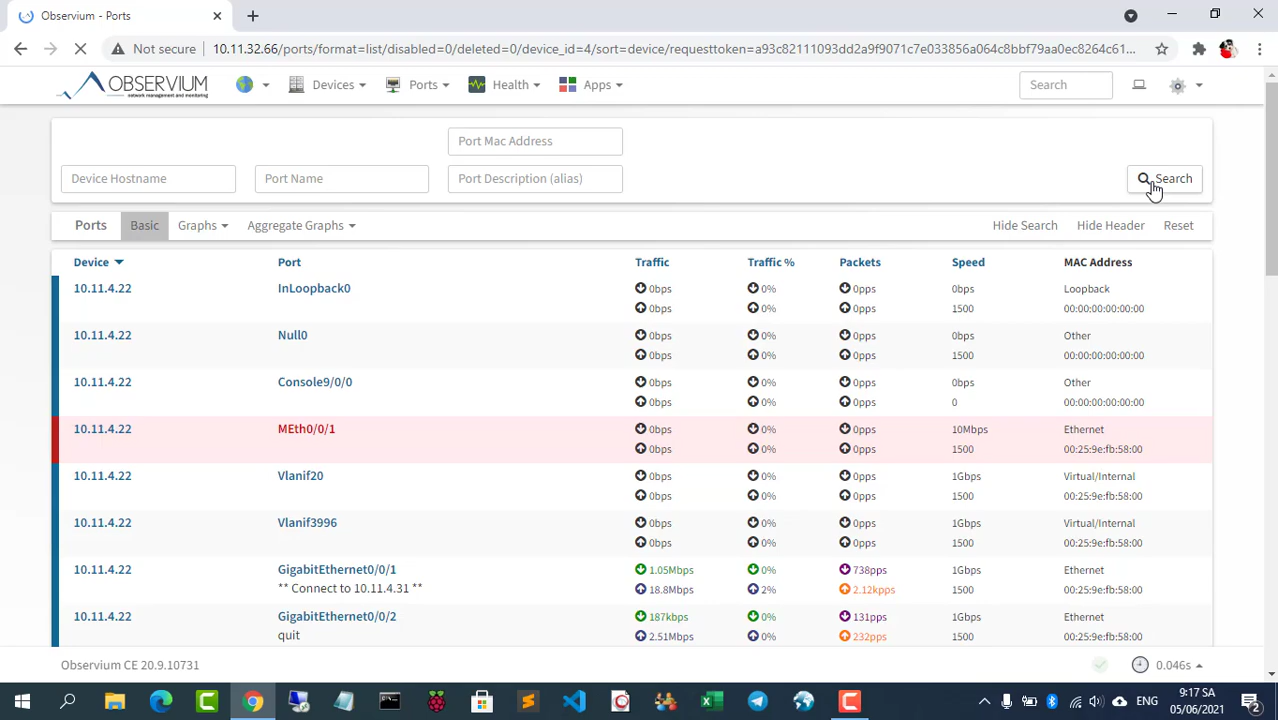 Observium - Ports
Not secure 10.11.32.66/ports/format=list/disabled=0/deleted=0/device_id=4/sort=device/requesttoken=a93c82111093dd2a9f9071c7e033856a064c8bbf79aa0ec8264c61...
OBSERVIUM Devices Ports Health Apps Search
network management and monitoring
Port Mac Address
Device Hostname Port Name Port Description (alias) Search
Ports Basic Graphs Aggregate Graphs Hide Search Hide Header Reset
Device Port Traffic Traffic % Packets Speed MAC Address
10.11.4.22 InLoopback0 0bps 0% 0pps 0bps Loopback
0bps 0% 0pps 1500 00:00:00:00:00:00
10.11.4.22 Null0 0bps 0% 0pps 0bps Other
0bps 0% 0pps 1500 00:00:00:00:00:00
10.11.4.22 Console9/0/0 0bps 0% 0pps 0bps Other
0bps 0% 0pps 0 00:00:00:00:00:00
10.11.4.22 MEth0/0/1 0bps 0% 0pps 10Mbps Ethernet
0bps 0% 0pps 1500 00:25:9e:fb:58:00
10.11.4.22 Vlanif20 0bps 0% 0pps 1Gbps Virtual/Internal
0bps 0% 0pps 1500 00:25:9e:fb:58:00
10.11.4.22 Vlanif3996 0bps 0% 0pps 1Gbps Virtual/Internal
0bps 0% 0pps 1500 00:25:9e:fb:58:00
10.11.4.22 GigabitEthernet0/0/1 1.05Mbps 0% 738pps 1Gbps Ethernet
** Connect to 10.11.4.31 ** 18.8Mbps 2% 2.12kpps 1500 00:25:9e:fb:58:00
10.11.4.22 GigabitEthernet0/0/2 187kbps 0% 131pps 1Gbps Ethernet
quit 2.51Mbps 0% 232pps 1500 00:25:9e:fb:58:00
Observium CE 20.9.10731 0.046s
ENG 9:17 SA
05/06/2021 2